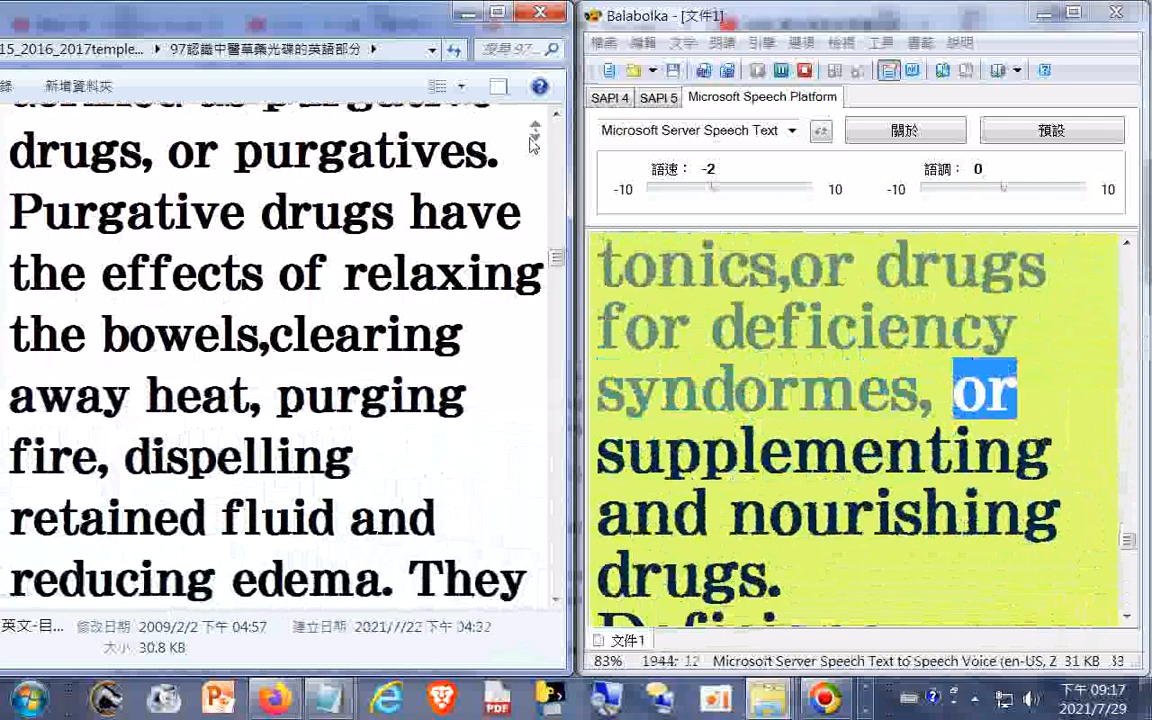 15_2016_2017temple...
97認識中醫草藥光碟的英語部分
搜尋 97...
錄
新增資料夾
drugs, or purgatives.
Purgative drugs have
the effects of relaxing
the bowels,clearing
away heat, purging
fire, dispelling
retained fluid and
reducing edema. They
英文-目...
修改日期 2009/2/2 下午 04:57
建立日期 2021/7/22 下午 04:32
大小 30.8 KB
Balabolka - [文件1]
檔案 編輯 文字 朗讀 引擎 選項 檢視 工具 書籤 說明
SAPI 4
SAPI 5
Microsoft Speech Platform
Microsoft Server Speech Text
關於
預設
語速： -2
語調： 0
-10
10
-10
10
tonics,or drugs
for deficiency
syndormes, or
supplementing
and nourishing
drugs.
文件1
83%
1944: 12
Microsoft Server Speech Text to Speech Voice (en-US, Z
31 KB
33
下午 09:17
2021/7/29